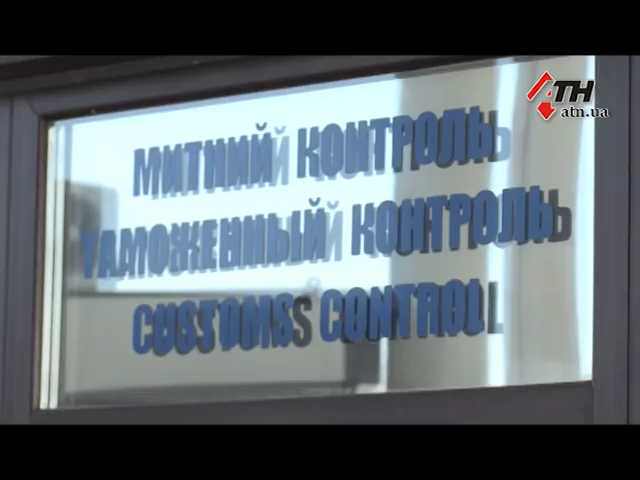 АТН
atn.ua
МИТНИЙ КОНТРОЛЬ
ТАМОЖЕННЫЙ КОНТРОЛЬ
CUSTOMS CONTROL